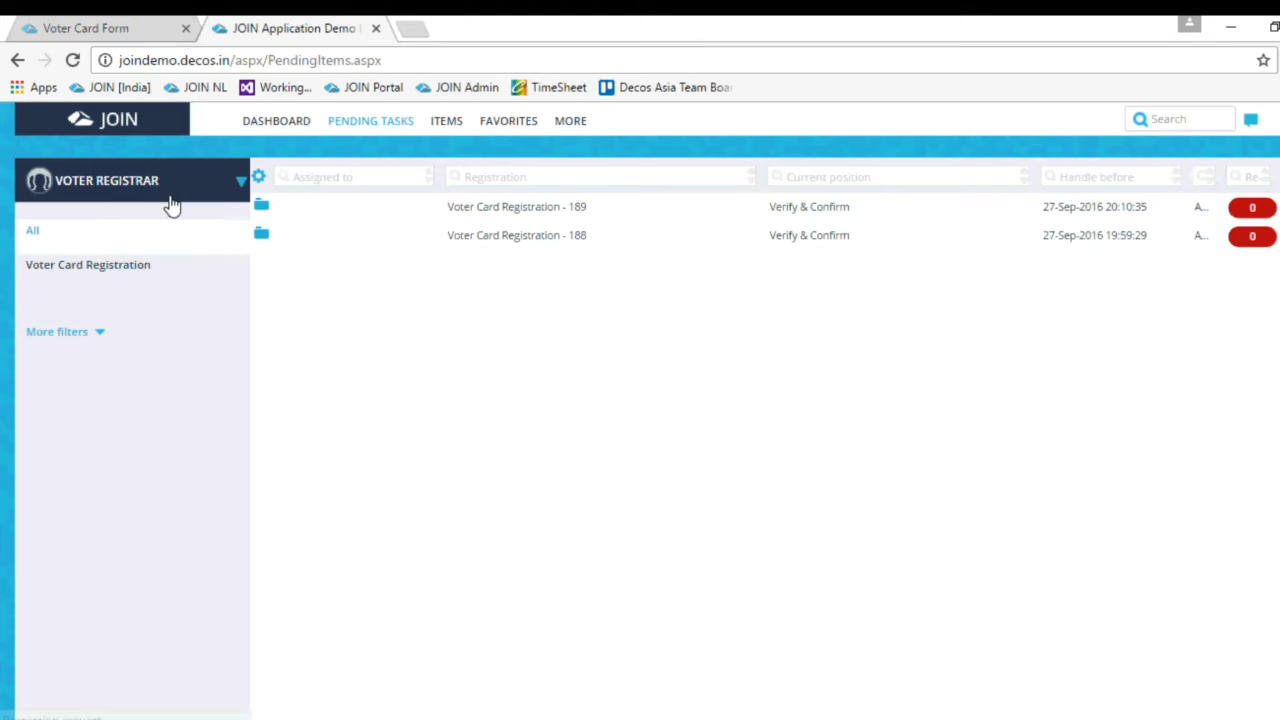 Voter Card Form
JOIN Application Demo
joindemo.decos.in/aspx/PendingItems.aspx
Apps JOIN [India] JOIN NL Working... JOIN Portal JOIN Admin TimeSheet Decos Asia Team Boar
JOIN DASHBOARD PENDING TASKS ITEMS FAVORITES MORE Search
VOTER REGISTRAR Assigned to Registration Current position Handle before Re
Voter Card Registration - 189 Verify & Confirm 27-Sep-2016 20:10:35 A... 0
All
Voter Card Registration - 188 Verify & Confirm 27-Sep-2016 19:59:29 A... 0
Voter Card Registration
More filters